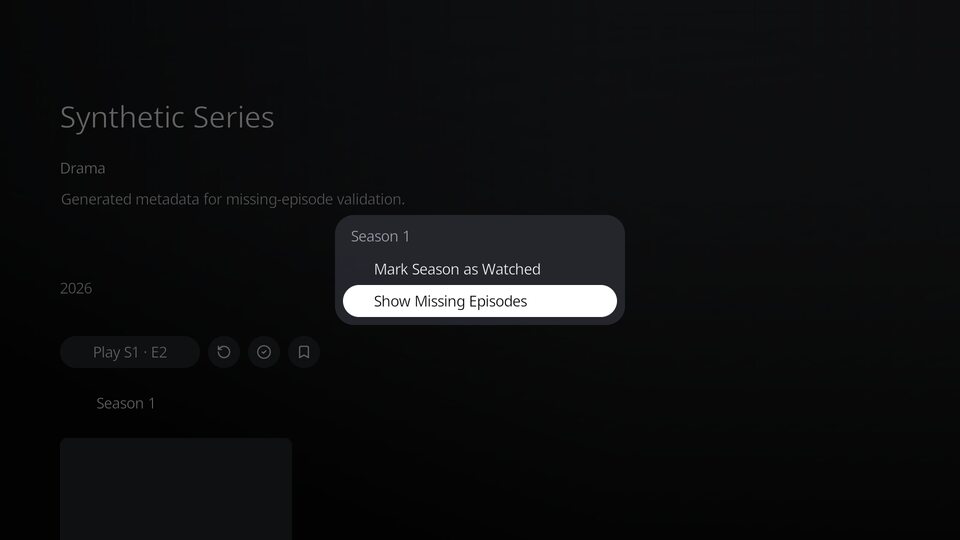 Synthetic Series
Drama
Generated metadata for missing-episode validation.
Season 1
Mark Season as Watched
Show Missing Episodes
2026
Play S1 · E2
Season 1